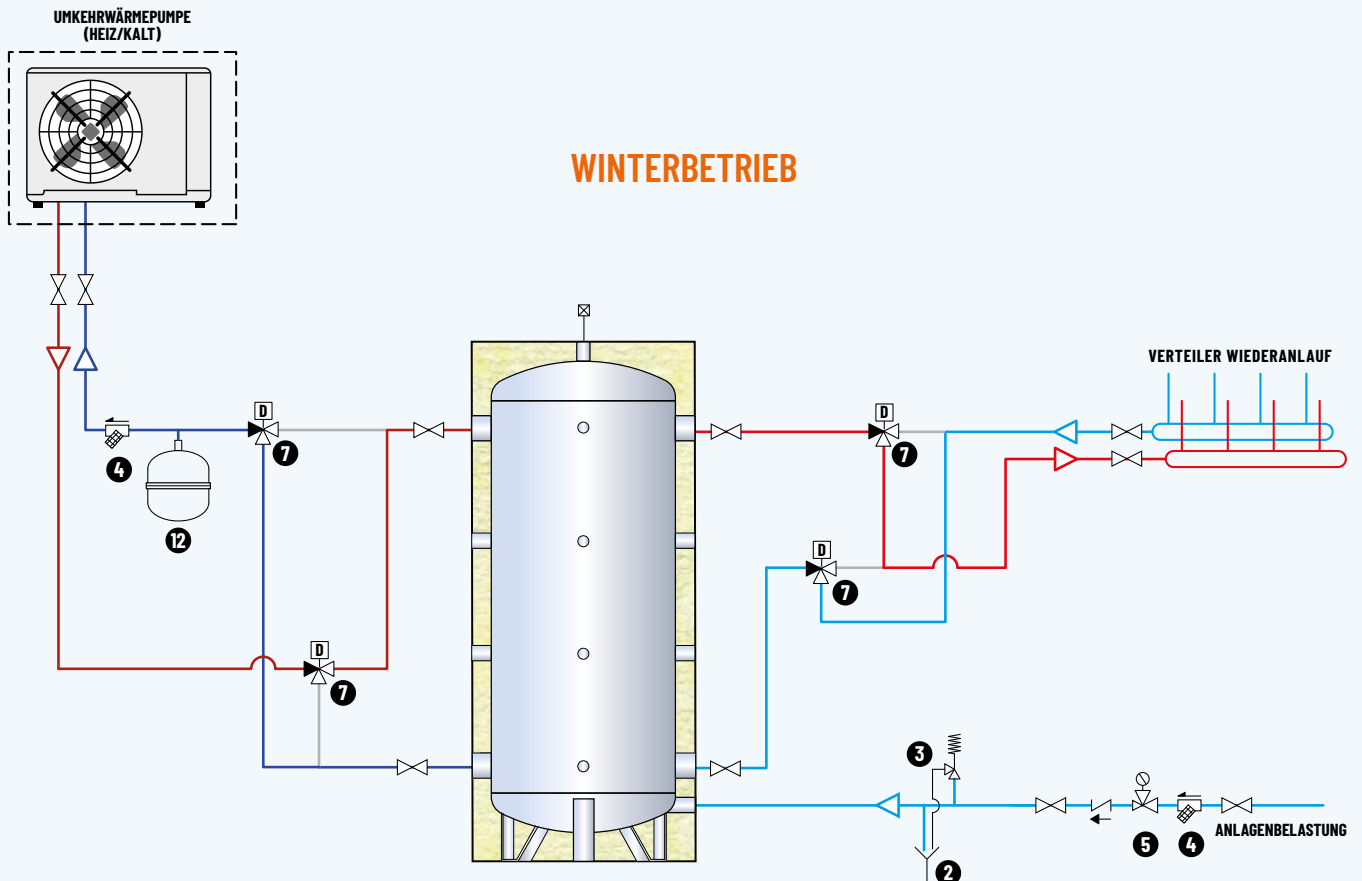 UMKEHRWÄRMEPUMPE
(HEIZ/KALT)
WINTERBETRIEB
VERTEILER WIEDERANLAUF
D
7
D
7
4
12
D
7
D
7
3
5
4
ANLAGENBELASTUNG
2